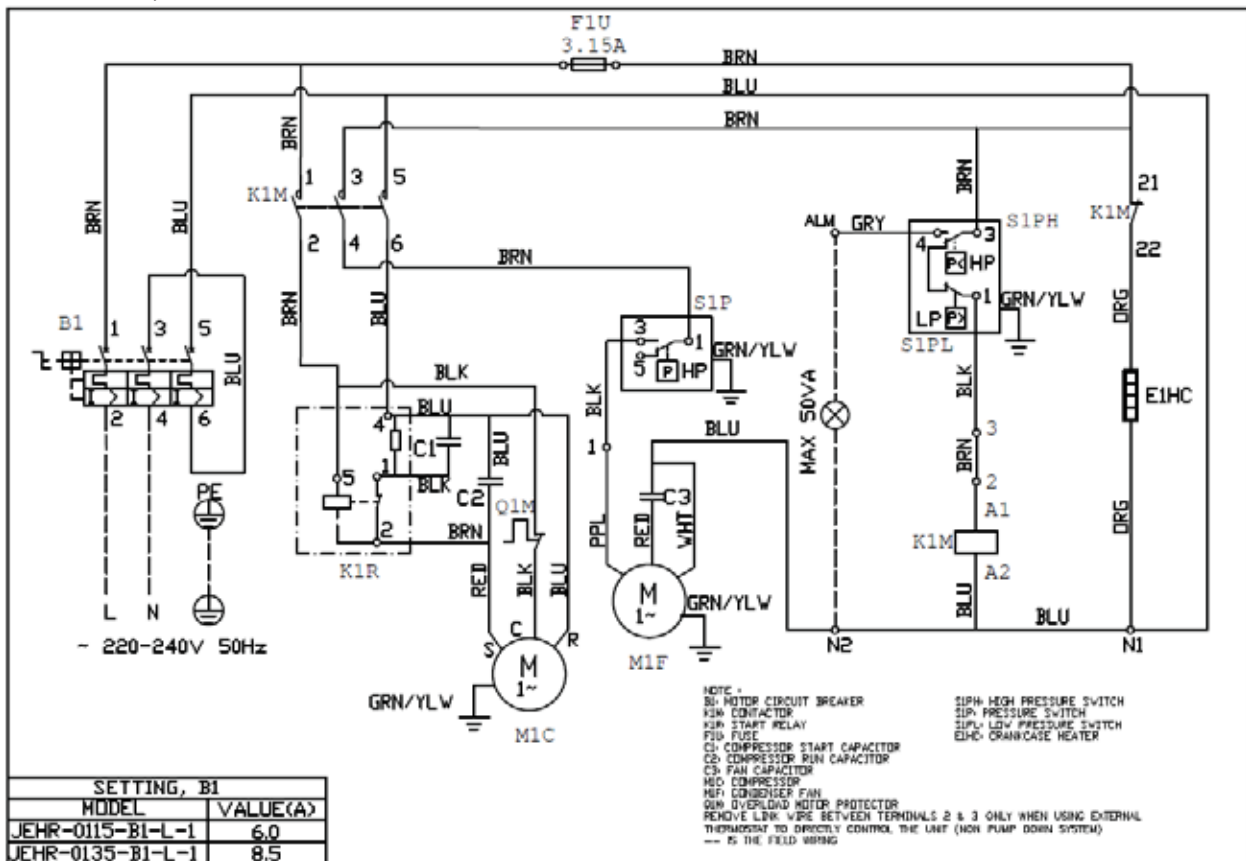 F1U
3.15A
BRN
BLU
BRN
BRN
K1M
1 3 5
2 4 6
BRN
BLU
BRN
BLU
BRN
B1
1 3 5
2 4 6
BLU
PE
L N
~ 220-240V 50Hz
BLK
BLU
4
C1
1
BLK
5
2
BRN
K1R
BLU
C2
Q1M
RED
BLK
BLU
S C R
M
1~
GRN/YLW
M1C
S1P
3
1
5
P HP
GRN/YLW
BLK
1
PPL
BLU
C3
RED
WHT
M
1~
GRN/YLW
M1F
ALM GRY
MAX 50VA
N2
BRN
S1PH
4 3
P< HP
1
LP P>
GRN/YLW
S1PL
BLK
3
BRN
2
A1
K1M
A2
BLU
BLU
N1
21
K1M
22
ORG
E1HC
ORG
NOTE :
B1: MOTOR CIRCUIT BREAKER
K1M: CONTACTOR
K1R: START RELAY
F1U: FUSE
C1: COMPRESSOR START CAPACITOR
C2: COMPRESSOR RUN CAPACITOR
C3: FAN CAPACITOR
M1C: COMPRESSOR
M1F: CONDENSER FAN
Q1M: OVERLOAD MOTOR PROTECTOR
REMOVE LINK WIRE BETWEEN TERMINALS 2 & 3 ONLY WHEN USING EXTERNAL
THERMOSTAT TO DIRECTLY CONTROL THE UNIT (NON PUMP DOWN SYSTEM)
--- IS THE FIELD WIRING
S1PH: HIGH PRESSURE SWITCH
S1P: PRESSURE SWITCH
S1PL: LOW PRESSURE SWITCH
E1HC: CRANKCASE HEATER
SETTING, B1
MODEL VALUE(A)
JEHR-0115-B1-L-1 6.0
JEHR-0135-B1-L-1 8.5